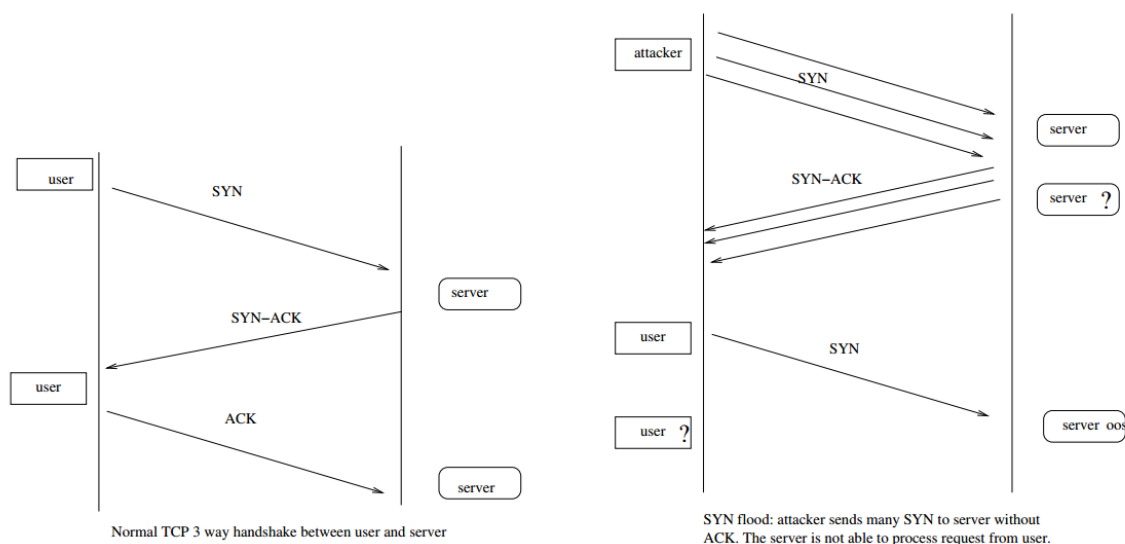 user
SYN
server
SYN-ACK
user
ACK
server
Normal TCP 3 way handshake between user and server
attacker
SYN
server
SYN-ACK
server ?
user
SYN
server oos
user ?
SYN flood: attacker sends many SYN to server without
ACK. The server is not able to process request from user.